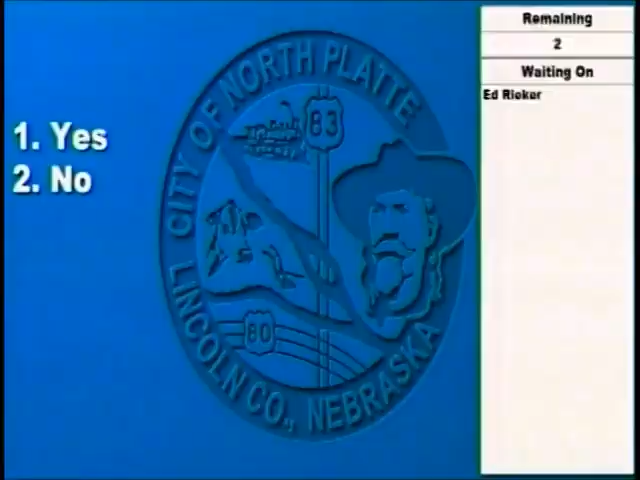 1. Yes
2. No
CITY OF NORTH PLATTE
83
80
LINCOLN CO., NEBRASKA
Remaining
2
Waiting On
Ed Rieker